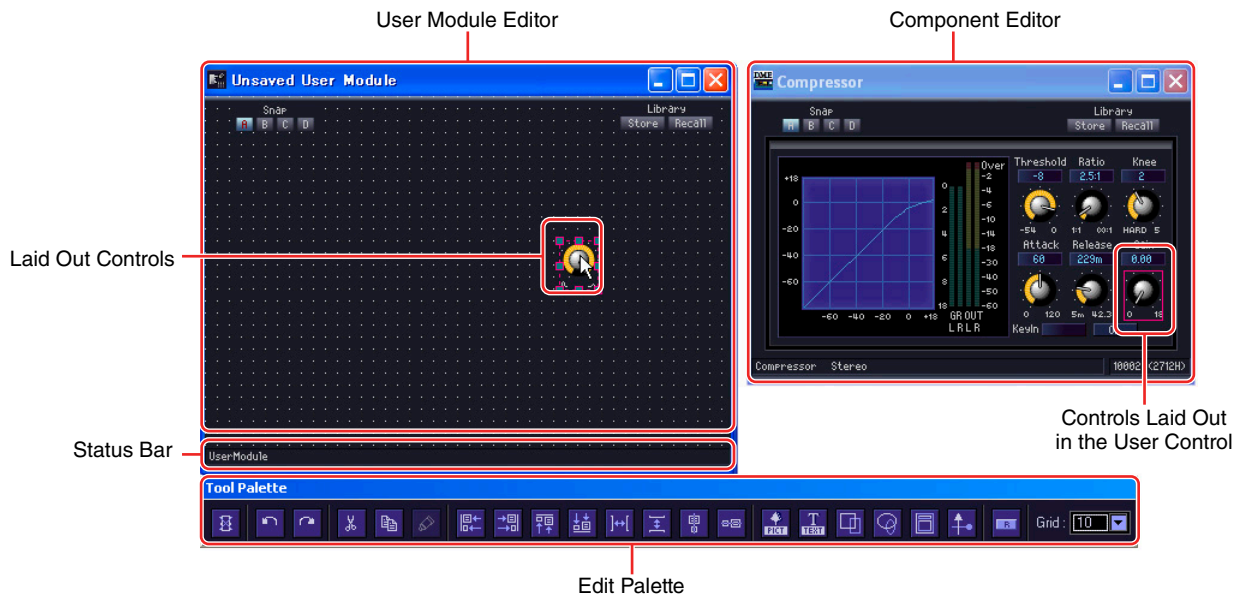 User Module Editor
Component Editor
Unsaved User Module
DME
Compressor
Snap
A B C D
Library
Store Recall
Snap
A B C D
Library
Store Recall
+18
0
-20
-40
-60
-60 -40 -20 0 +18
0
2
4
6
8
18
Over
-2
-4
-6
-10
-14
-18
-30
-40
-50
-60
GR OUT
L R L R
Threshold Ratio Knee
-8 2.5:1 2
-54 0 1:1 oo:1 HARD 5
Attack Release Gain
60 229m 0.00
0 120 5m 42.3 0 18
KeyIn
Compressor Stereo
(2712H)
Laid Out Controls
Controls Laid Out
in the User Control
Status Bar
UserModule
Tool Palette
PICT
T
TEXT
R
Grid : 10
Edit Palette